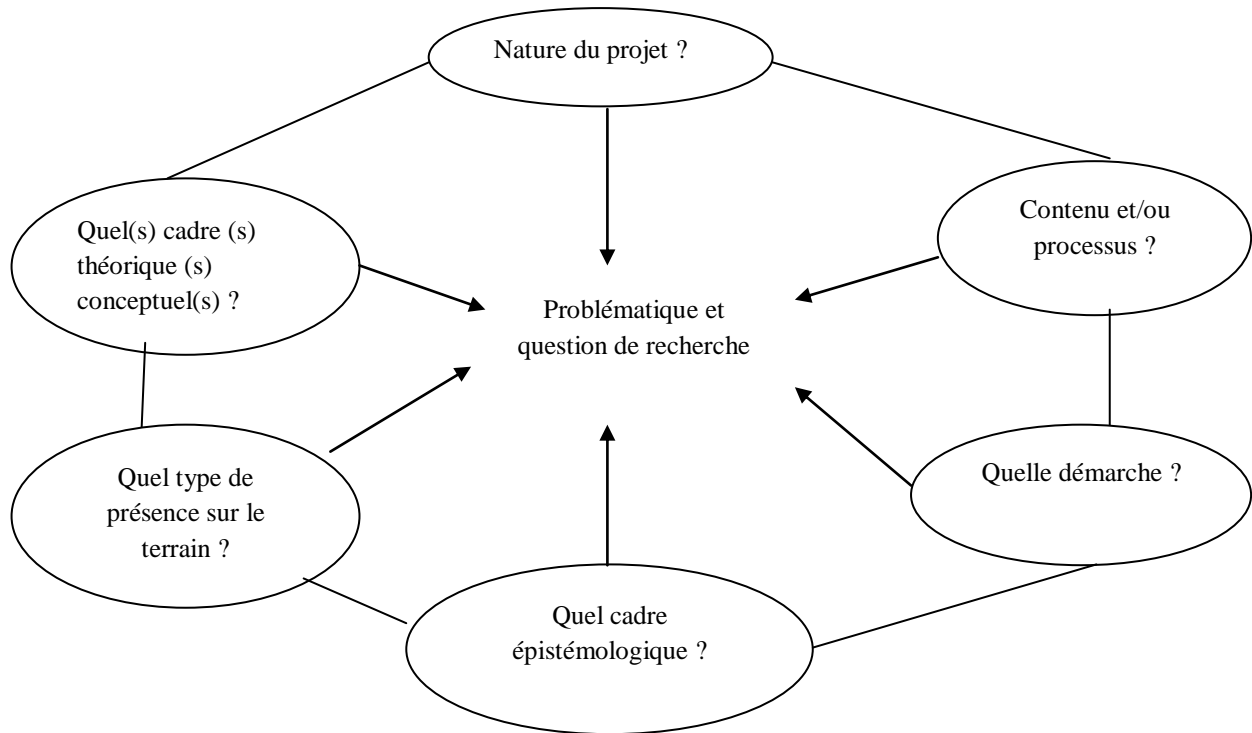 Nature du projet ?
Quel(s) cadre (s)
théorique (s)
conceptuel(s) ?
Contenu et/ou
processus ?
Problématique et
question de recherche
Quel type de
présence sur le
terrain ?
Quelle démarche ?
Quel cadre
épistémologique ?